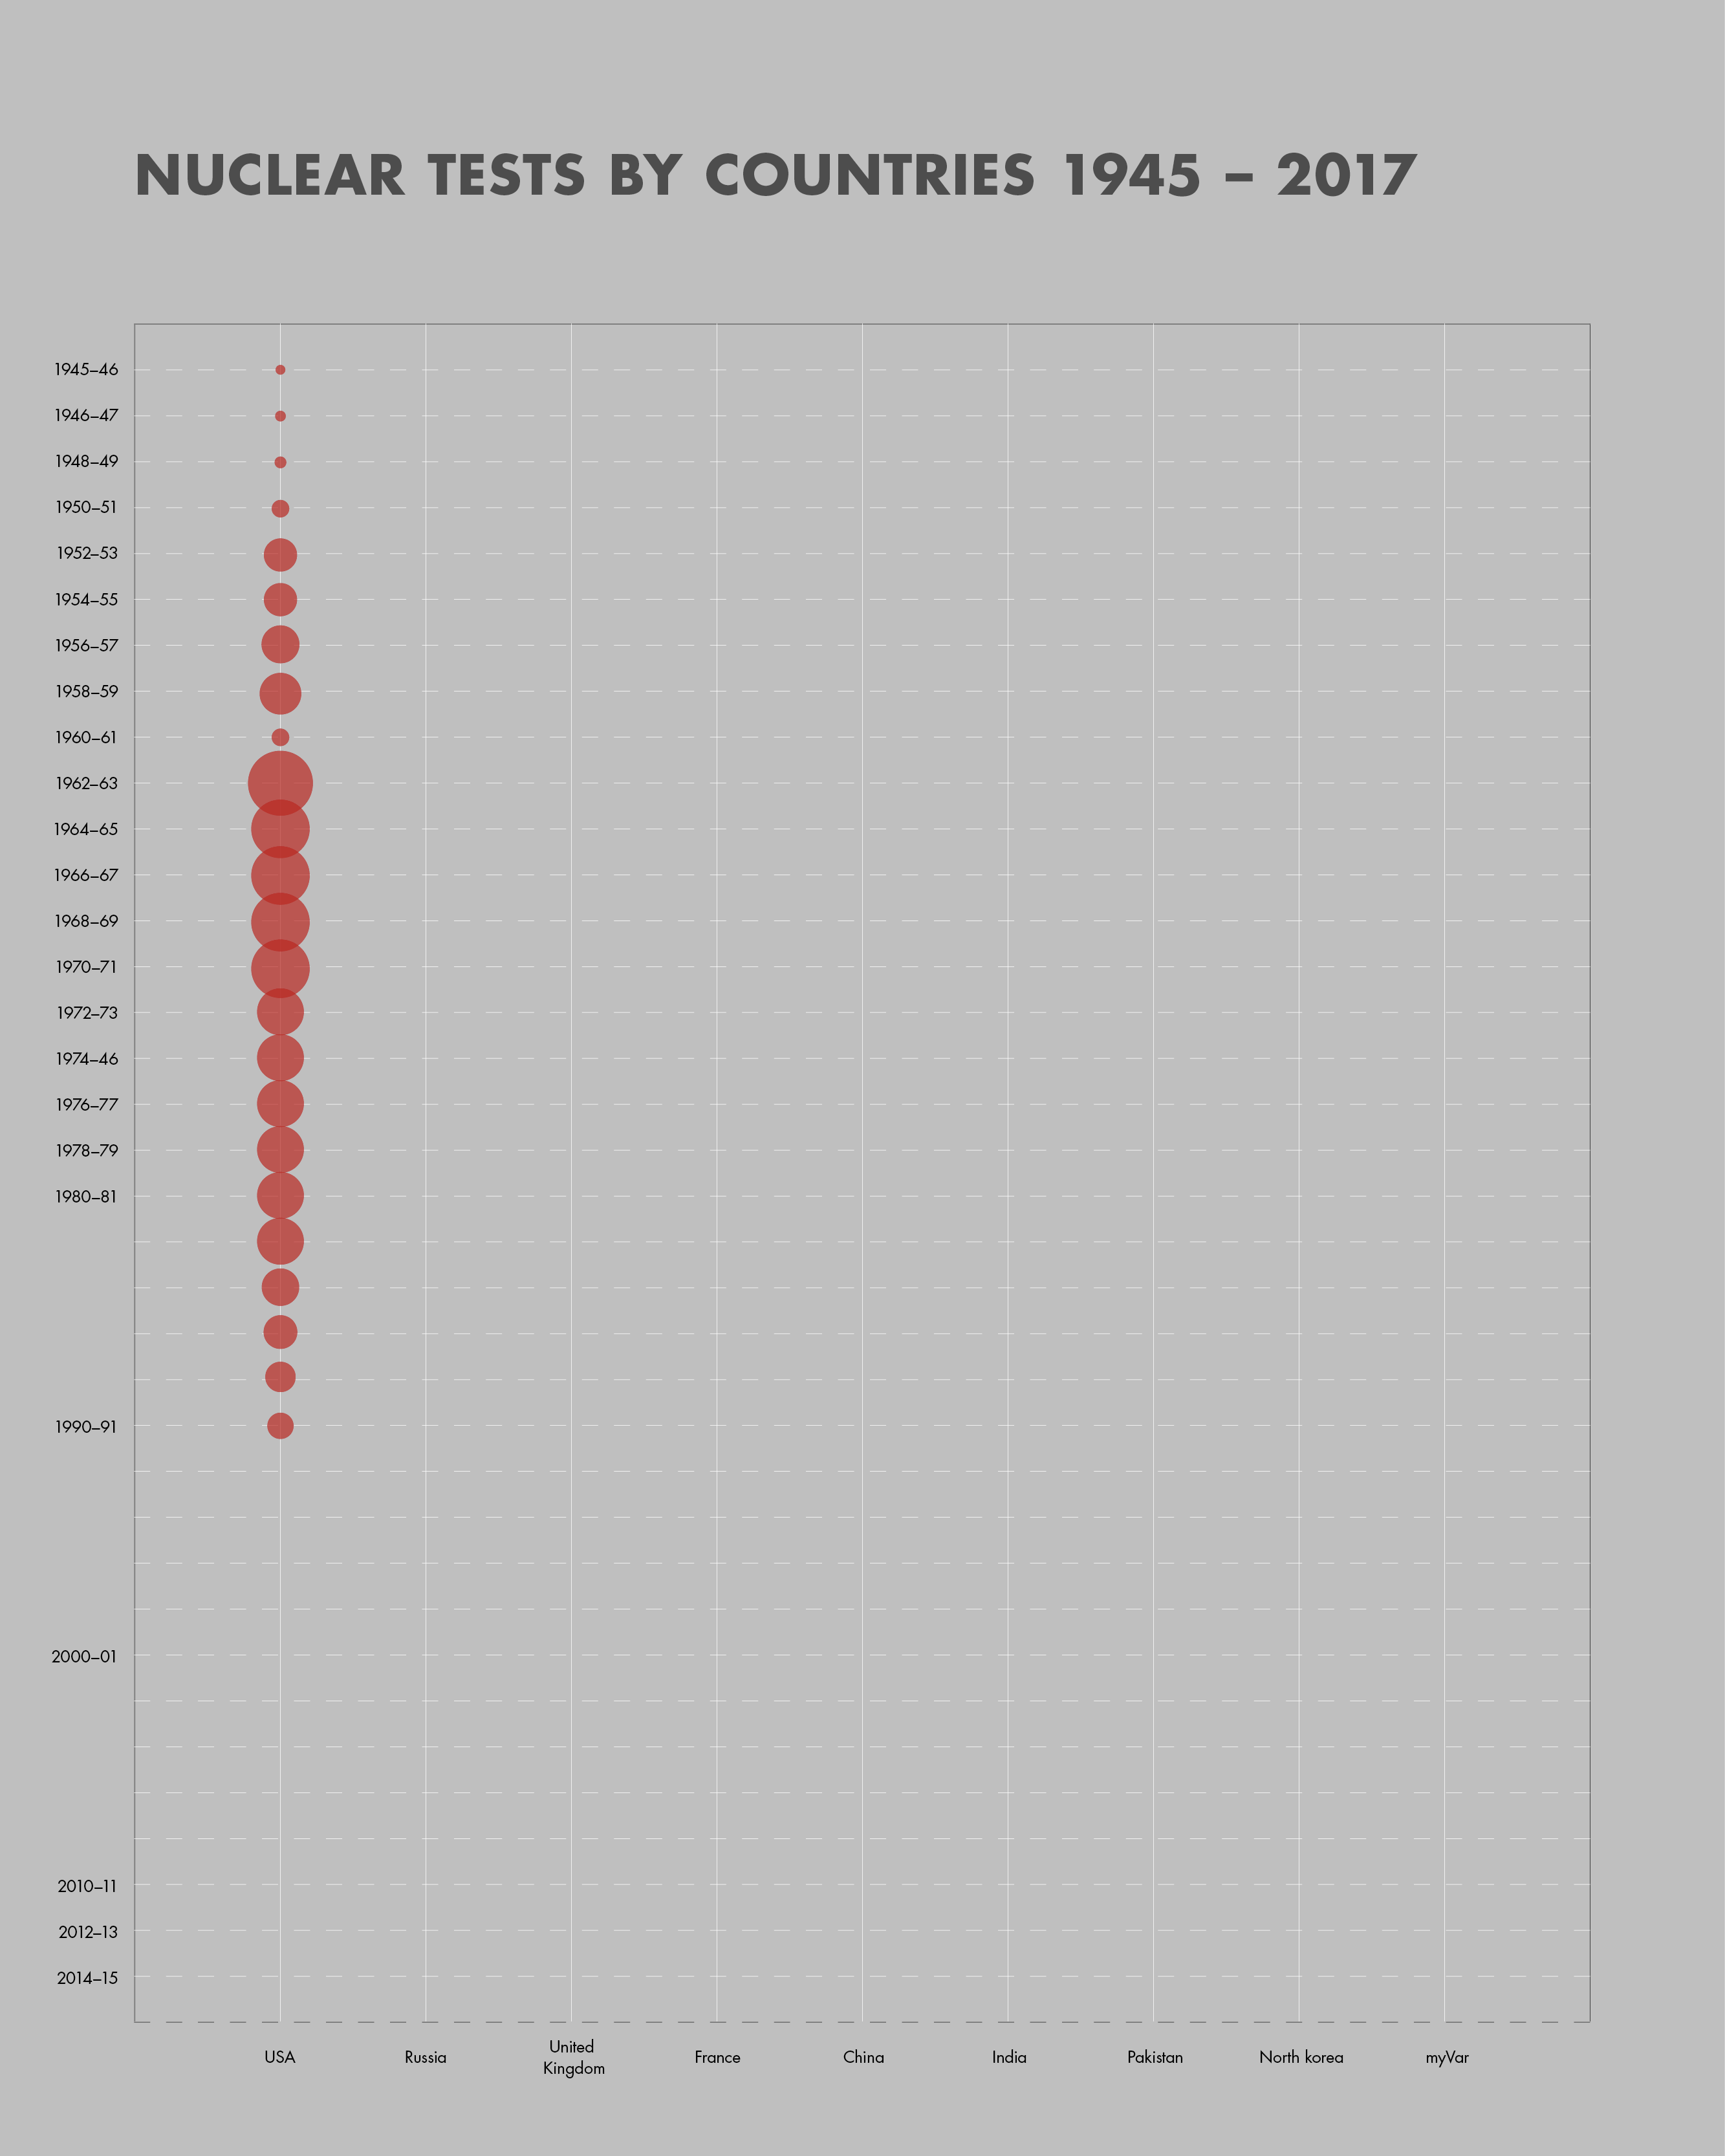 NUCLEAR TESTS BY COUNTRIES 1945 – 2017
1945–46
1946–47
1948–49
1950–51
1952–53
1954–55
1956–57
1958–59
1960–61
1962–63
1964–65
1966–67
1968–69
1970–71
1972–73
1974–46
1976–77
1978–79
1980–81
1990–91
2000–01
2010–11
2012–13
2014–15
USA
Russia
United
Kingdom
France
China
India
Pakistan
North korea
myVar